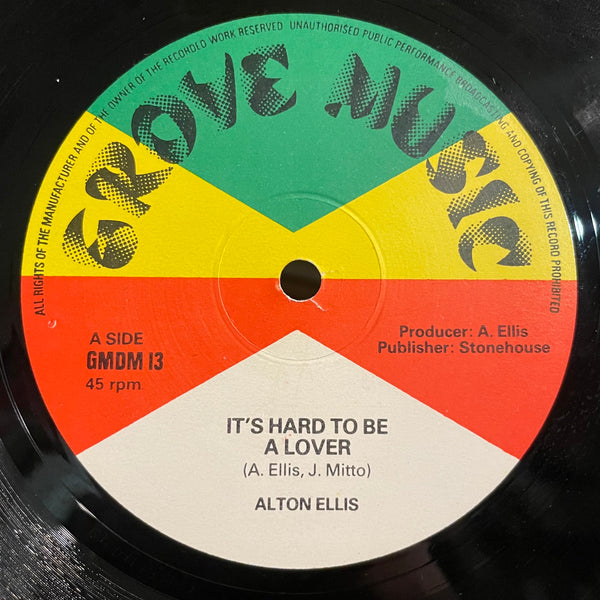 ALL RIGHTS OF THE MANUFACTURER AND OF THE OWNER OF THE RECORDED WORK RESERVED UNAUTHORISED PUBLIC PERFORMANCE BROADCASTING AND COPYING OF THIS RECORD PROHIBITED
GROVE MUSIC
A SIDE
GMDM 13
45 rpm
Producer: A. Ellis
Publisher: Stonehouse
IT'S HARD TO BE
A LOVER
(A. Ellis, J. Mitto)
ALTON ELLIS